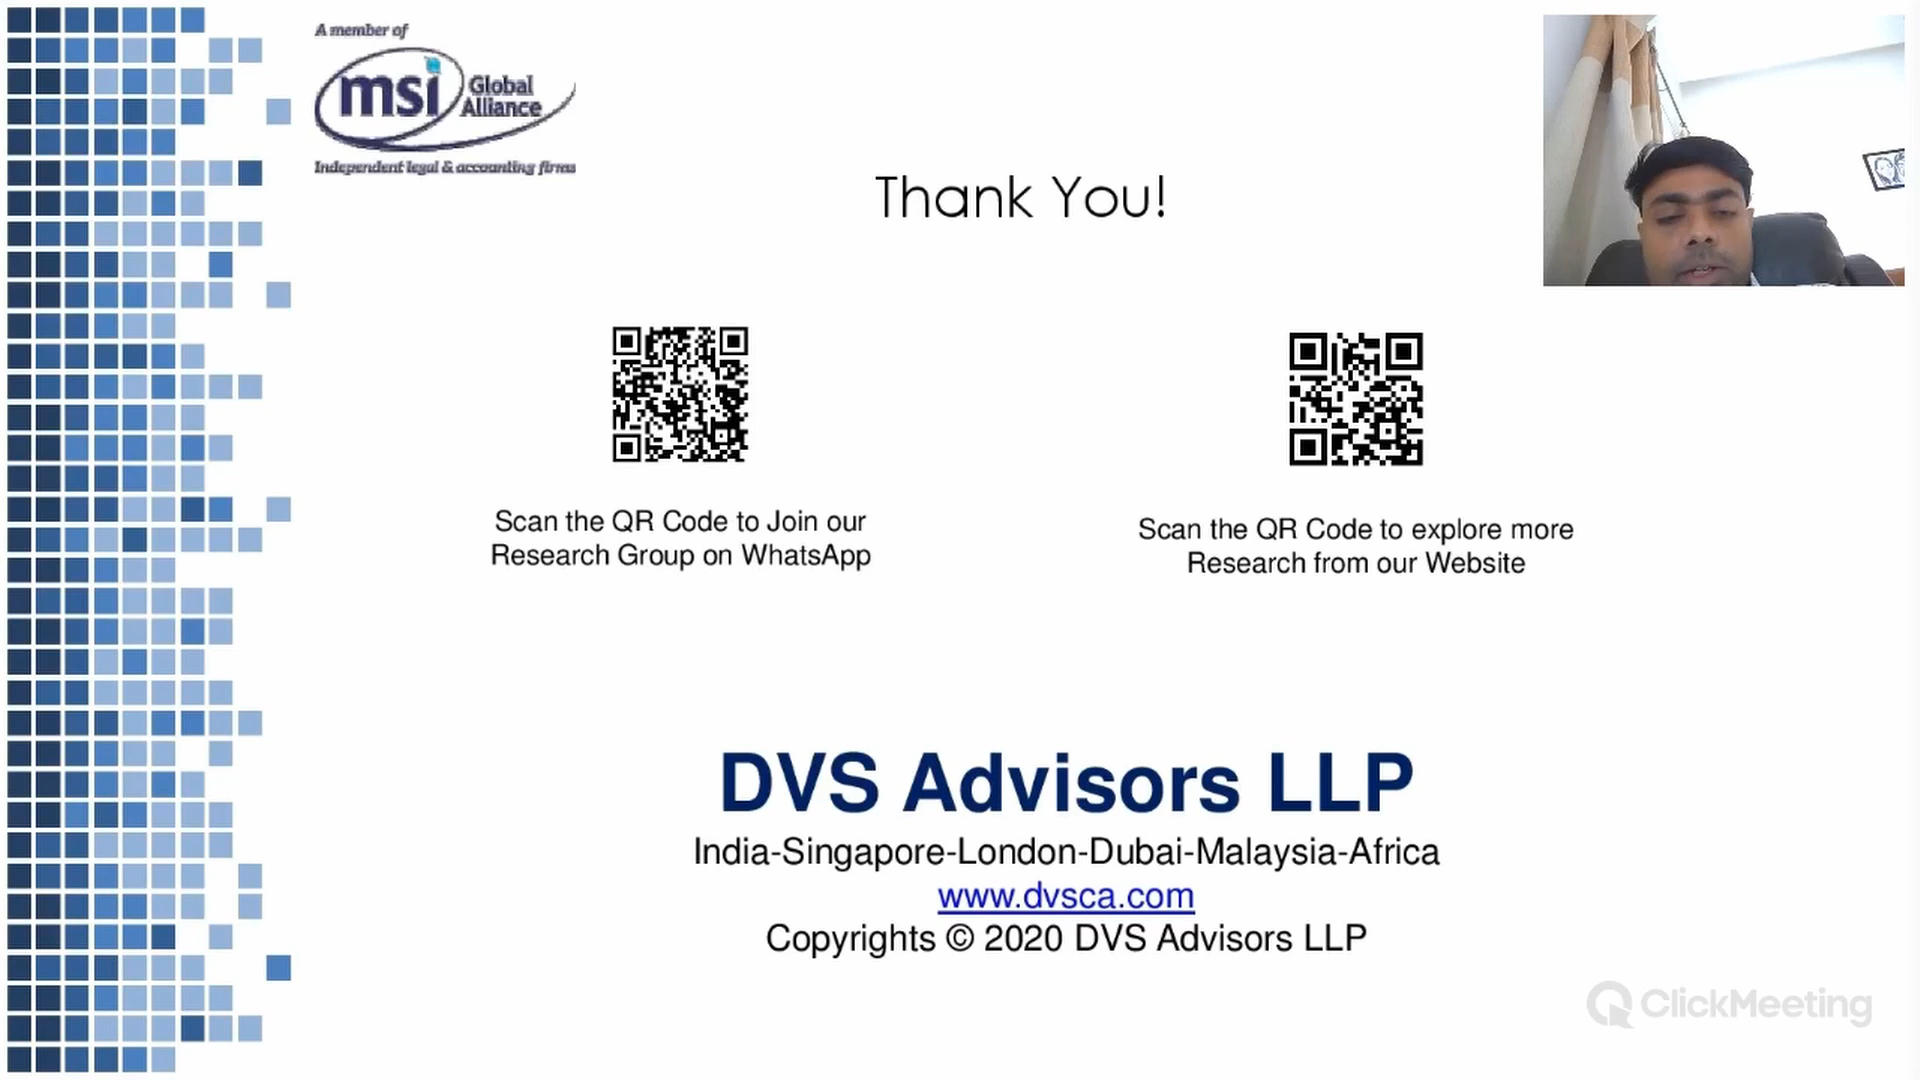 A member of
msi Global
Alliance
Independent legal & accounting firms
Thank You!
Scan the QR Code to Join our
Research Group on WhatsApp
Scan the QR Code to explore more
Research from our Website
DVS Advisors LLP
India-Singapore-London-Dubai-Malaysia-Africa
www.dvsca.com
Copyrights © 2020 DVS Advisors LLP
ClickMeeting